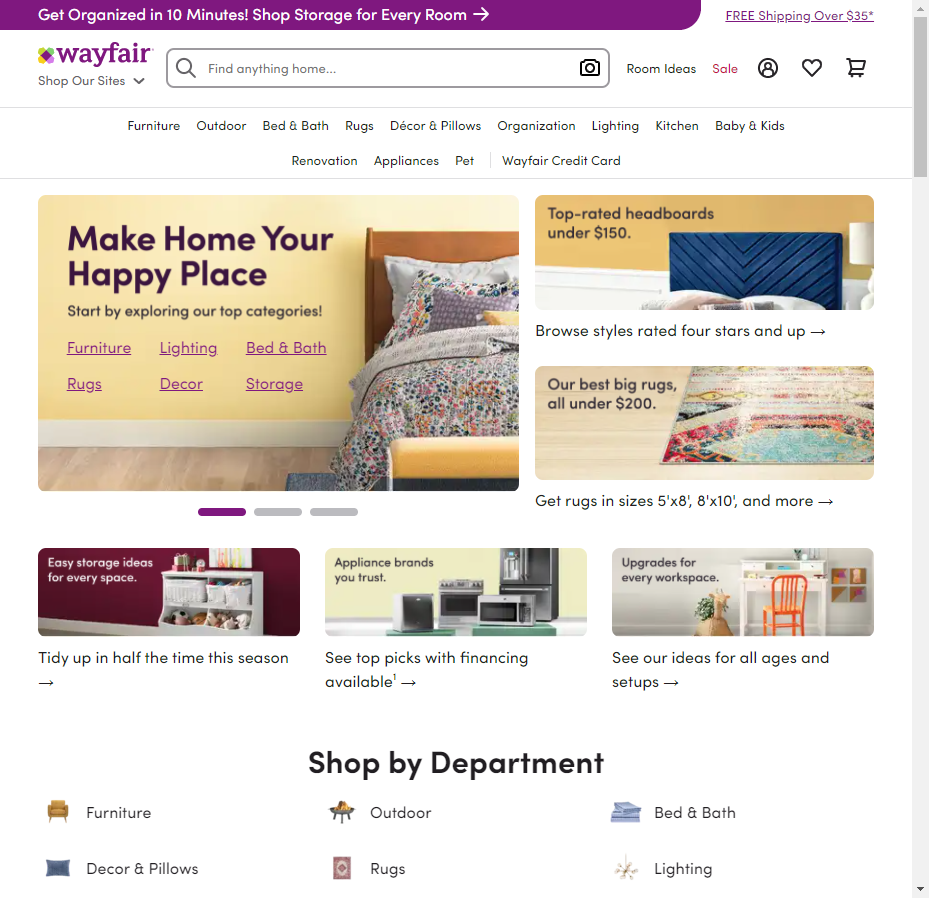 Get Organized in 10 Minutes! Shop Storage for Every Room →
FREE Shipping Over $35*
wayfair
Shop Our Sites
Find anything home...
Room Ideas
Sale
Furniture
Outdoor
Bed & Bath
Rugs
Décor & Pillows
Organization
Lighting
Kitchen
Baby & Kids
Renovation
Appliances
Pet
Wayfair Credit Card
Make Home Your
Happy Place
Start by exploring our top categories!
Furniture
Lighting
Bed & Bath
Rugs
Decor
Storage
Top-rated headboards
under $150.
Browse styles rated four stars and up →
Our best big rugs,
all under $200.
Get rugs in sizes 5'x8', 8'x10', and more →
Easy storage ideas
for every space.
Tidy up in half the time this season
→
Appliance brands
you trust.
See top picks with financing
available¹ →
Upgrades for
every workspace.
See our ideas for all ages and
setups →
Shop by Department
Furniture
Outdoor
Bed & Bath
Decor & Pillows
Rugs
Lighting